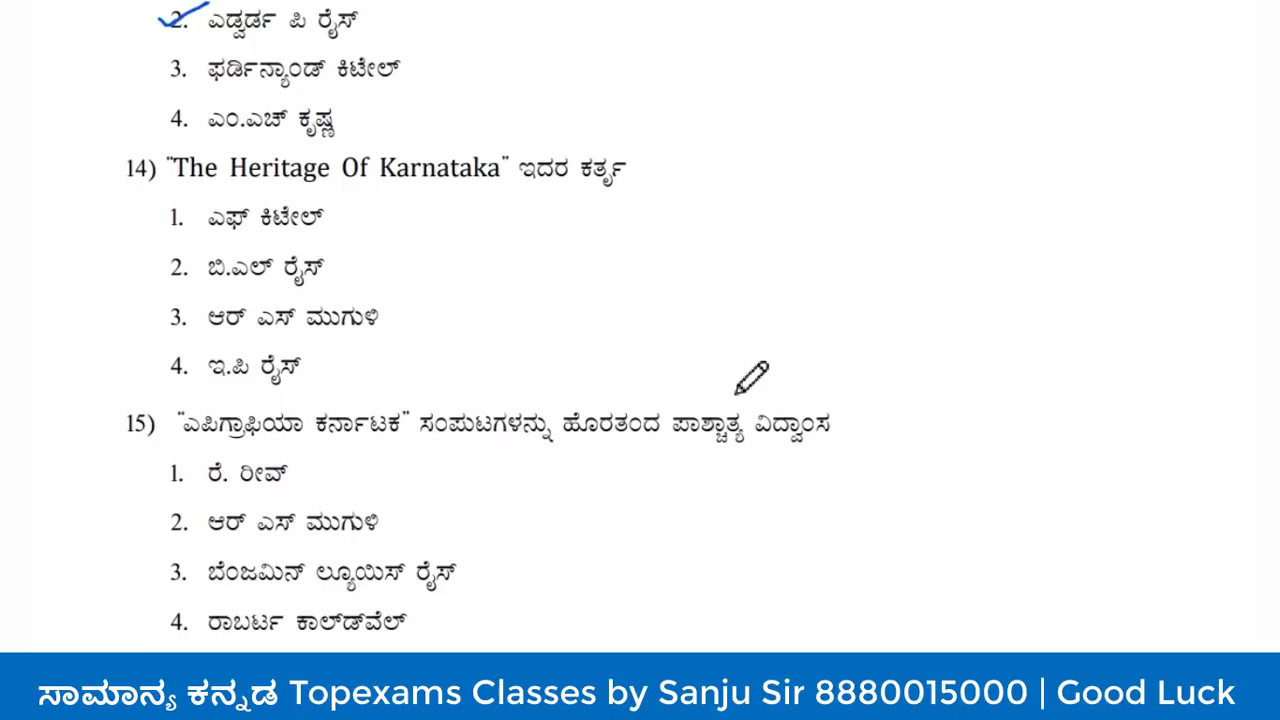 2. ಎಡ್ವರ್ಡ ಪಿ ರೈಸ್
3. ಫರ್ಡಿನ್ಯಾಂಡ್ ಕಿಟೇಲ್
4. ಎಂ.ಎಚ್ ಕೃಷ್ಣ
14) "The Heritage Of Karnataka" ಇದರ ಕರ್ತೃ
1. ಎಫ್ ಕಿಟೇಲ್
2. ಬಿ.ಎಲ್ ರೈಸ್
3. ಆರ್ ಎಸ್ ಮುಗುಳಿ
4. ಇ.ಪಿ ರೈಸ್
15) "ಎಪಿಗ್ರಾಫಿಯಾ ಕರ್ನಾಟಕ" ಸಂಪುಟಗಳನ್ನು ಹೊರತಂದ ಪಾಶ್ಚಾತ್ಯ ವಿದ್ವಾಂಸ
1. ರೆ. ರೀವ್
2. ಆರ್ ಎಸ್ ಮುಗುಳಿ
3. ಬೆಂಜಮಿನ್ ಲ್ಯೂಯಿಸ್ ರೈಸ್
4. ರಾಬರ್ಟ ಕಾಲ್ಡ್‌ವೆಲ್
ಸಾಮಾನ್ಯ ಕನ್ನಡ Topexams Classes by Sanju Sir 8880015000 | Good Luck